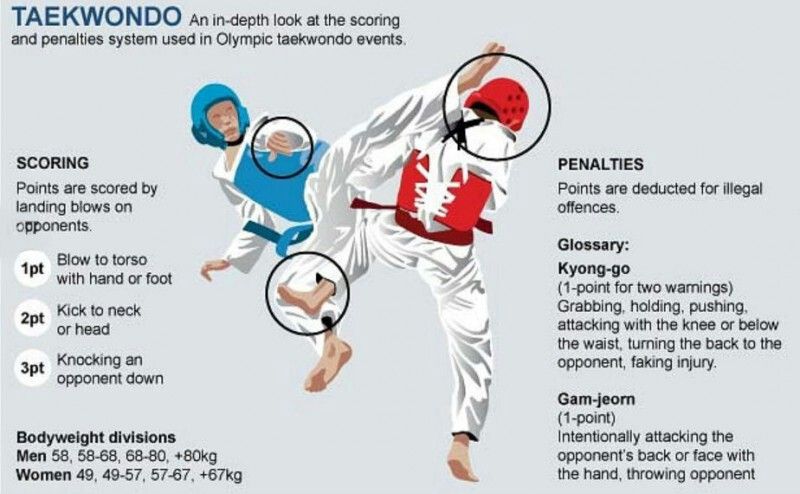 TAEKWONDO An in-depth look at the scoring
and penalties system used in Olympic taekwondo events.
SCORING
Points are scored by
landing blows on
opponents.
1pt Blow to torso
with hand or foot
2pt Kick to neck
or head
3pt Knocking an
opponent down
Bodyweight divisions
Men 58, 58-68, 68-80, +80kg
Women 49, 49-57, 57-67, +67kg
PENALTIES
Points are deducted for illegal
offences.
Glossary:
Kyong-go
(1-point for two warnings)
Grabbing, holding, pushing,
attacking with the knee or below
the waist, turning the back to the
opponent, faking injury.
Gam-jeorn
(1-point)
Intentionally attacking the
opponent's back or face with
the hand, throwing opponent